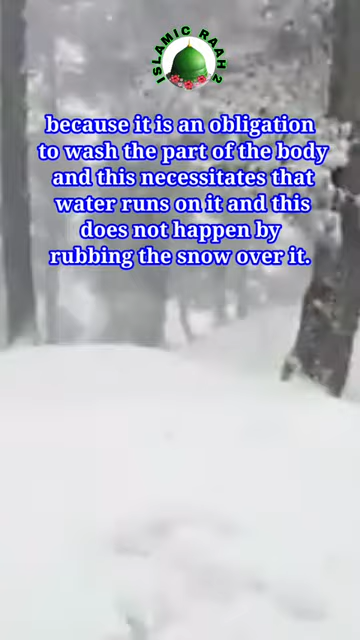 ISLAMIC RAAH 2
because it is an obligation
to wash the part of the body
and this necessitates that
water runs on it and this
does not happen by
rubbing the snow over it.